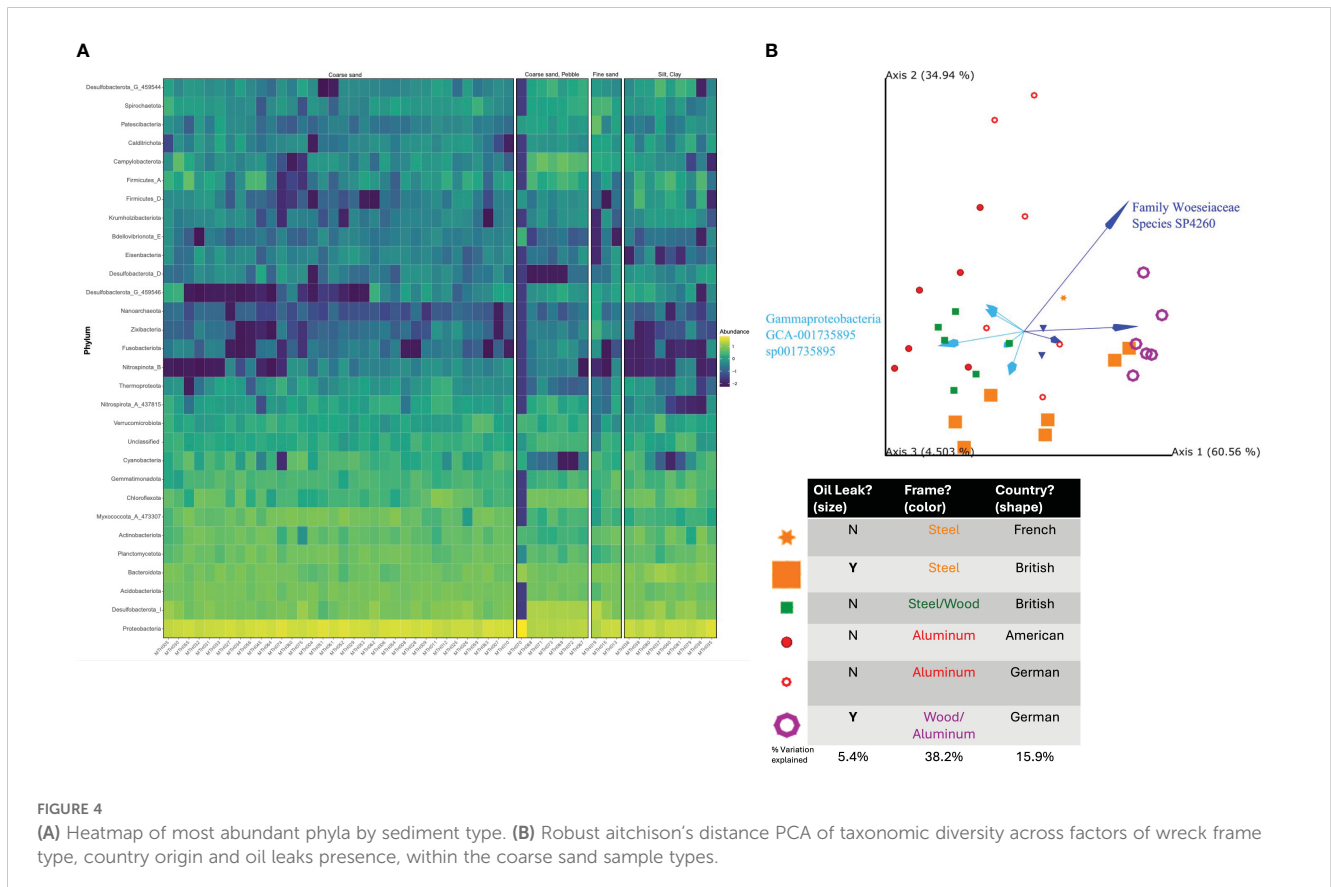 A
Coarse sand
Coarse sand, Pebble
Fine sand
Silt, Clay
Phylum
Desulfobacterota_G_459544
Spirochaetota
Patescibacteria
Calditrichota
Campylobacterota
Firmicutes_A
Firmicutes_D
Krumholzibacteriota
Bdellovibrionota_E
Eisenbacteria
Desulfobacterota_D
Desulfobacterota_G_459546
Nanoarchaeota
Zixibacteria
Fusobacteriota
Nitrospinota_B
Thermoproteota
Nitrospirota_A_437815
Verrucomicrobiota
Unclassified
Cyanobacteria
Gemmatimonadota
Chloroflexota
Myxococcota_A_473307
Actinobacteriota
Planctomycetota
Bacteroidota
Acidobacteriota
Desulfobacterota_I
Proteobacteria
Abundance
1
0
-1
-2
B
Axis 2 (34.94 %)
Family Woeseiaceae
Species SP4260
Gammaproteobacteria
GCA-001735895
sp001735895
Axis 3 (4.503 %)
Axis 1 (60.56 %)
Oil Leak? (size) Frame? (color) Country? (shape)
N Steel French
Y Steel British
N Steel/Wood British
N Aluminum American
N Aluminum German
Y Wood/ Aluminum German
% Variation explained 5.4% 38.2% 15.9%
FIGURE 4
(A) Heatmap of most abundant phyla by sediment type. (B) Robust aitchison's distance PCA of taxonomic diversity across factors of wreck frame
type, country origin and oil leaks presence, within the coarse sand sample types.